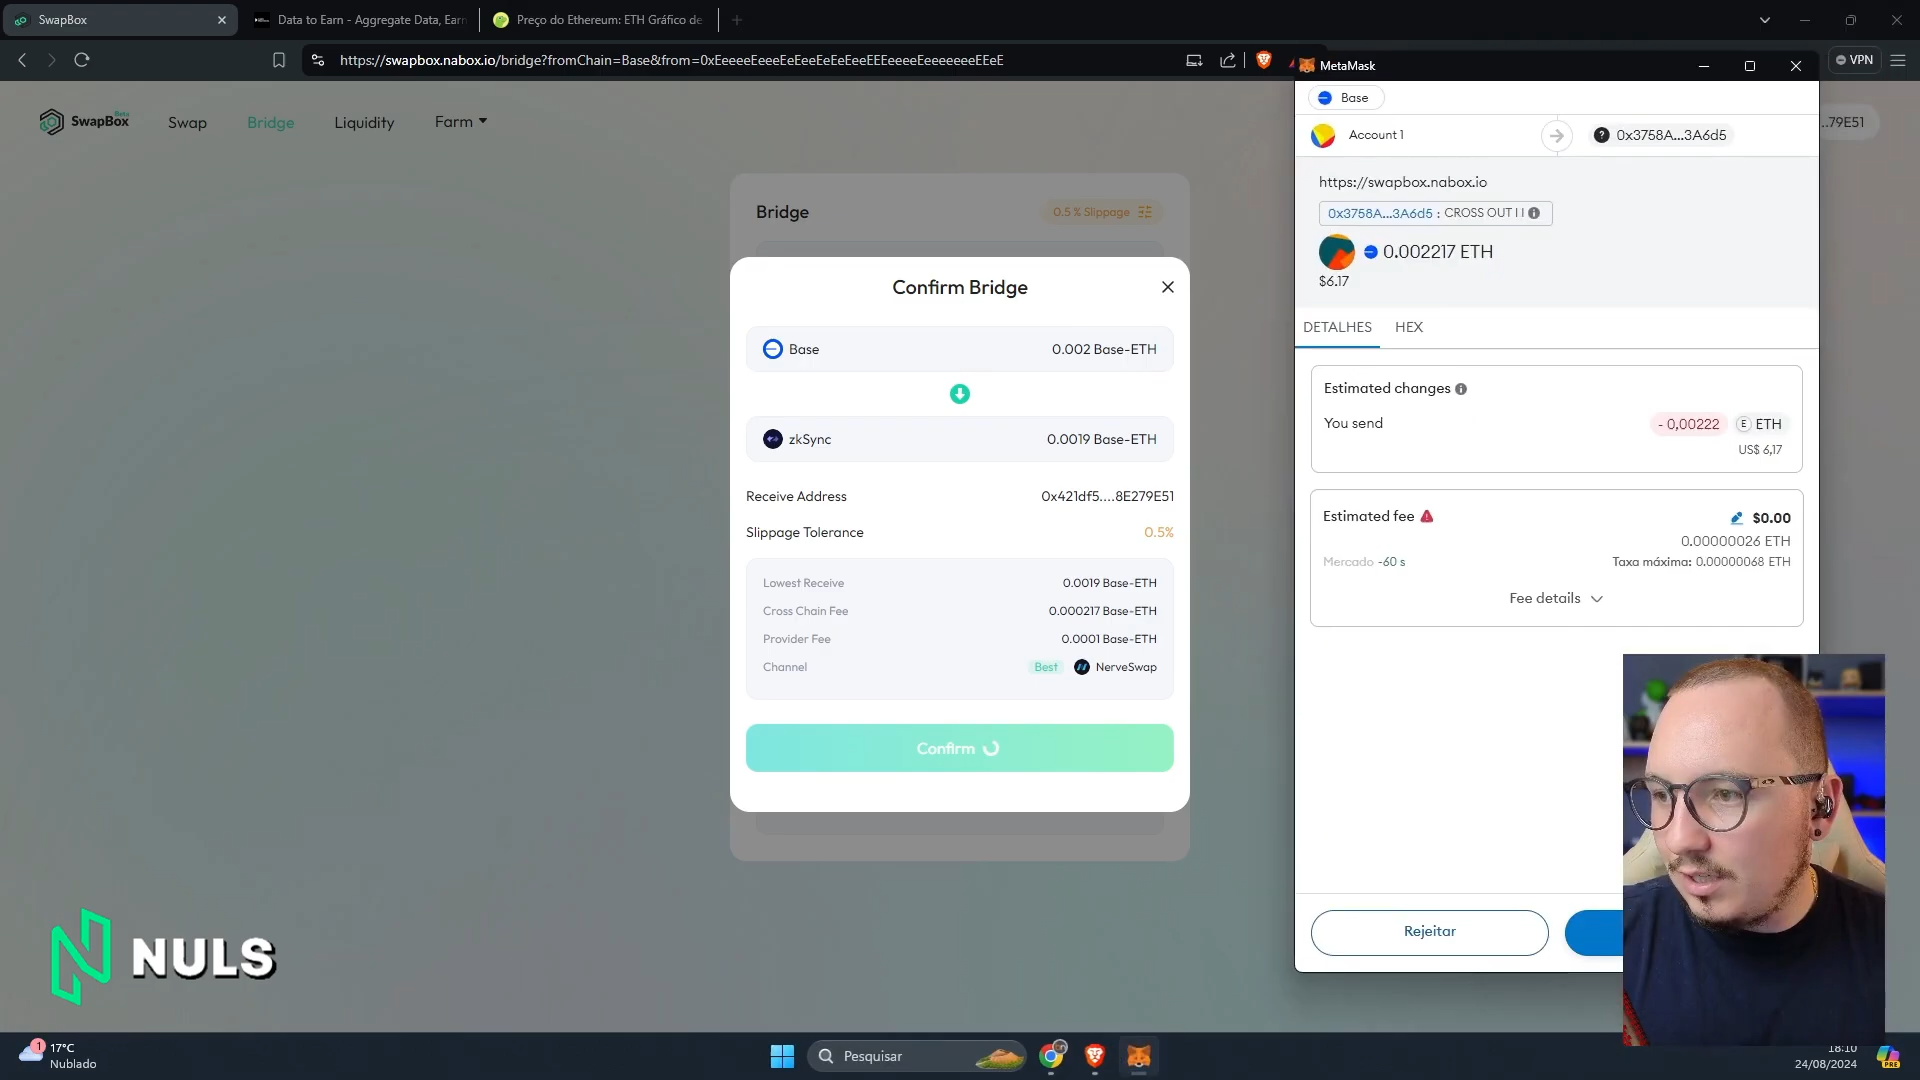 SwapBox
Data to Earn - Aggregate Data, Earn
Preço do Ethereum: ETH Gráfico de
https://swapbox.nabox.io/bridge?fromChain=Base&from=0xEeeeeEeeeEeEeeEeEeEeeEEEeeeeEeeeeeeeEEeE
VPN
SwapBox
Beta
Swap
Bridge
Liquidity
Farm
..79E51
Bridge
0.5 % Slippage
Confirm Bridge
Base
0.002 Base-ETH
zkSync
0.0019 Base-ETH
Receive Address
0x421df5....8E279E51
Slippage Tolerance
0.5%
Lowest Receive
0.0019 Base-ETH
Cross Chain Fee
0.000217 Base-ETH
Provider Fee
0.0001 Base-ETH
Channel
Best
NerveSwap
Confirm
MetaMask
Base
Account 1
0x3758A...3A6d5
https://swapbox.nabox.io
0x3758A...3A6d5 : CROSS OUT I I
0.002217 ETH
$6.17
DETALHES
HEX
Estimated changes
You send
- 0,00222
E
ETH
US$ 6,17
Estimated fee
$0.00
0.00000026 ETH
Mercado ~60 s
Taxa máxima: 0.00000068 ETH
Fee details
Rejeitar
NULS
1
17°C
Nublado
Pesquisar
18:10
24/08/2024
PRE